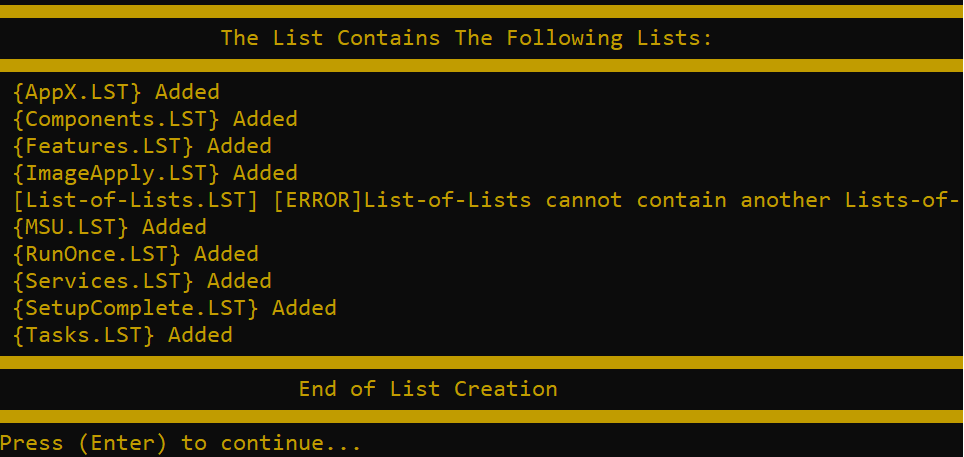 The List Contains The Following Lists:
{AppX.LST} Added
{Components.LST} Added
{Features.LST} Added
{ImageApply.LST} Added
[List-of-Lists.LST] [ERROR]List-of-Lists cannot contain another Lists-of-
{MSU.LST} Added
{RunOnce.LST} Added
{Services.LST} Added
{SetupComplete.LST} Added
{Tasks.LST} Added
End of List Creation
Press (Enter) to continue...